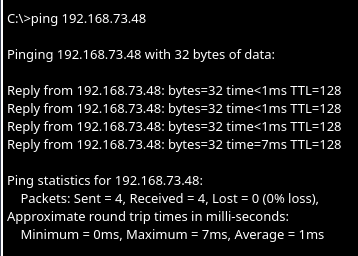 C:\>ping 192.168.73.48
Pinging 192.168.73.48 with 32 bytes of data:
Reply from 192.168.73.48: bytes=32 time<1ms TTL=128
Reply from 192.168.73.48: bytes=32 time<1ms TTL=128
Reply from 192.168.73.48: bytes=32 time<1ms TTL=128
Reply from 192.168.73.48: bytes=32 time=7ms TTL=128
Ping statistics for 192.168.73.48:
Packets: Sent = 4, Received = 4, Lost = 0 (0% loss),
Approximate round trip times in milli-seconds:
Minimum = 0ms, Maximum = 7ms, Average = 1ms